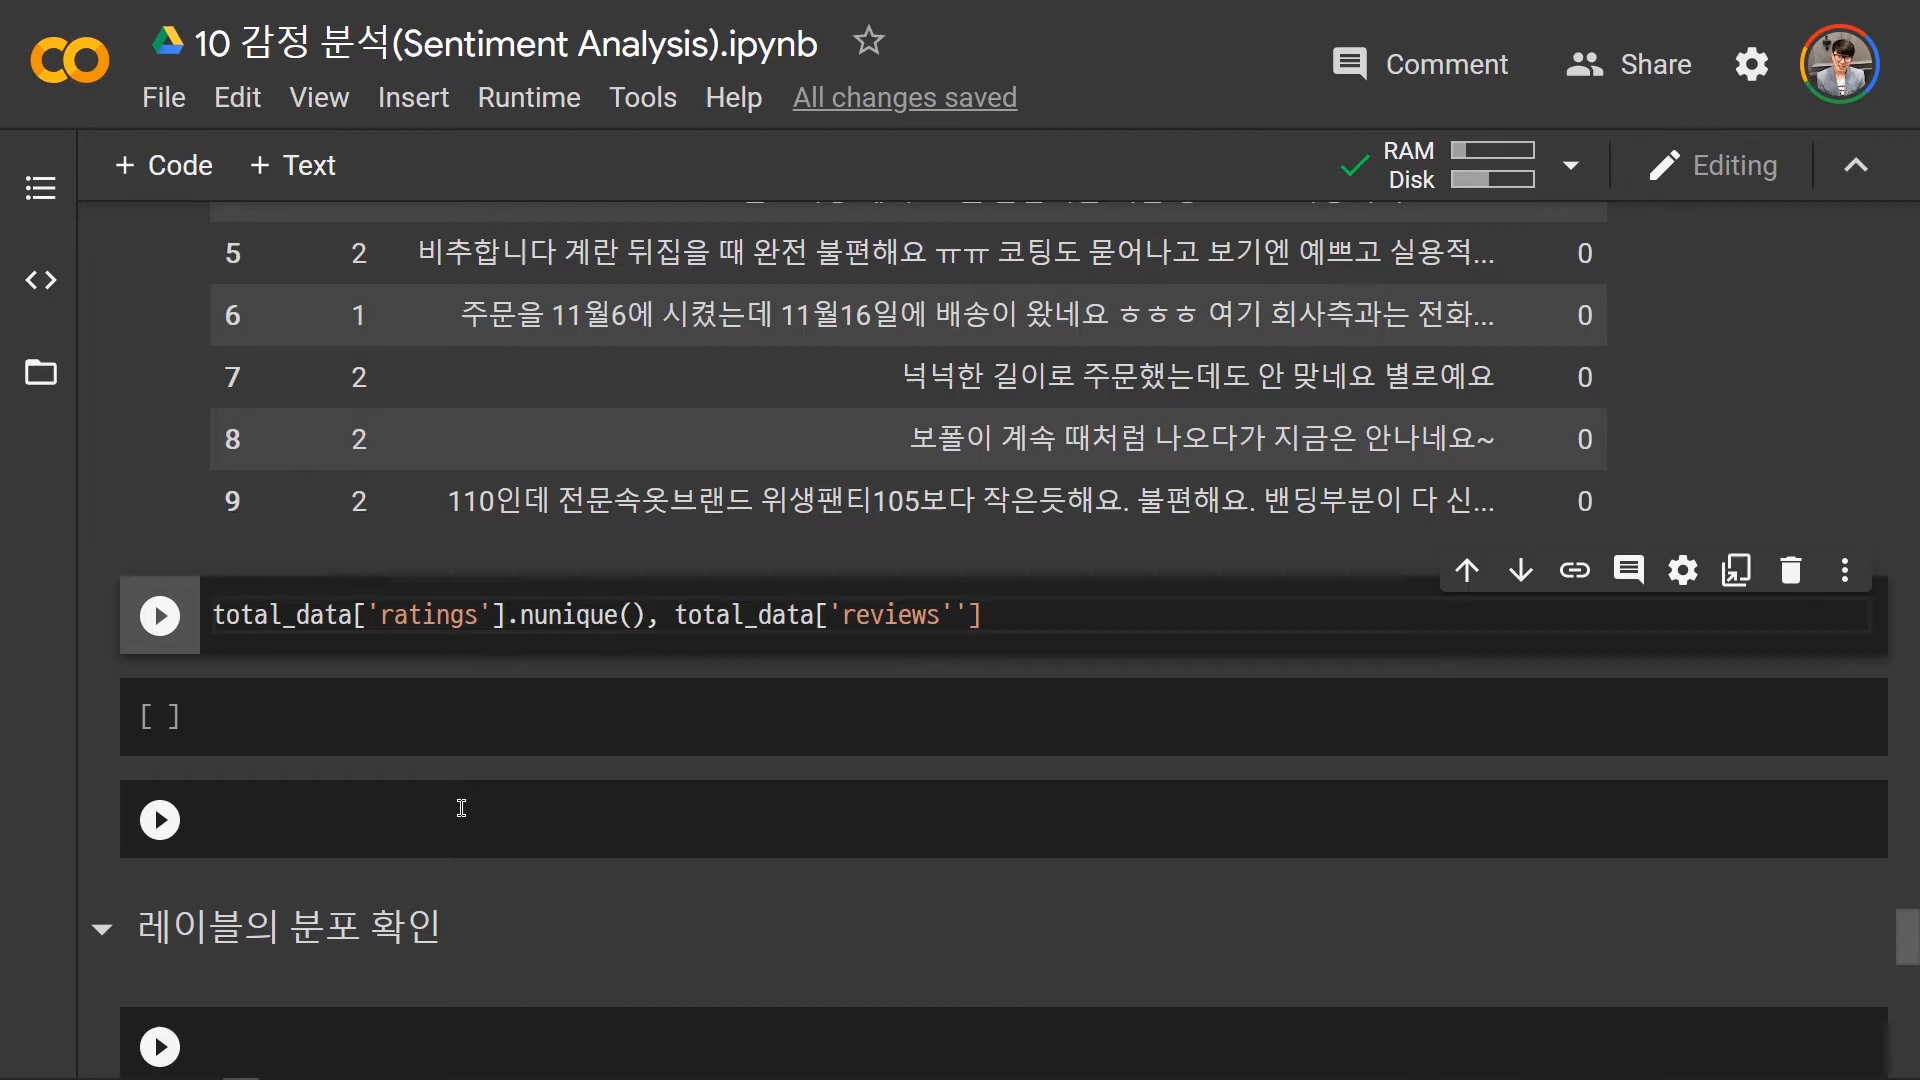 10 감정 분석(Sentiment Analysis).ipynb
Comment
Share
File Edit View Insert Runtime Tools Help All changes saved
+ Code + Text
RAM
Disk
Editing
5 2 비추합니다 계란 뒤집을 때 완전 불편해요 ㅠㅠ 코팅도 묻어나고 보기엔 예쁘고 실용적... 0
6 1 주문을 11월6에 시켰는데 11월16일에 배송이 왔네요 ㅎㅎㅎ 여기 회사측과는 전화... 0
7 2 넉넉한 길이로 주문했는데도 안 맞네요 별로예요 0
8 2 보폴이 계속 때처럼 나오다가 지금은 안나네요~ 0
9 2 110인데 전문속옷브랜드 위생팬티105보다 작은듯해요. 불편해요. 밴딩부분이 다 신... 0
total_data['ratings'].nunique(), total_data['reviews'']
[ ]
레이블의 분포 확인